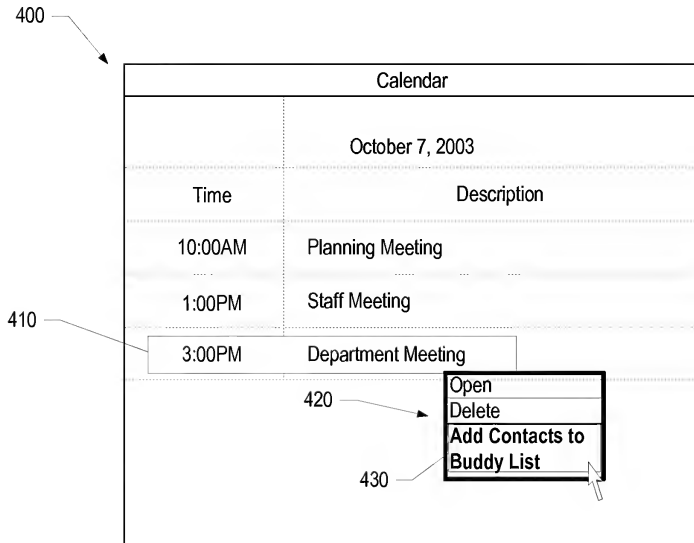 400
Calendar
October 7, 2003
Time Description
10:00AM Planning Meeting
1:00PM Staff Meeting
410
3:00PM Department Meeting
420
Open
Delete
Add Contacts to
Buddy List
430